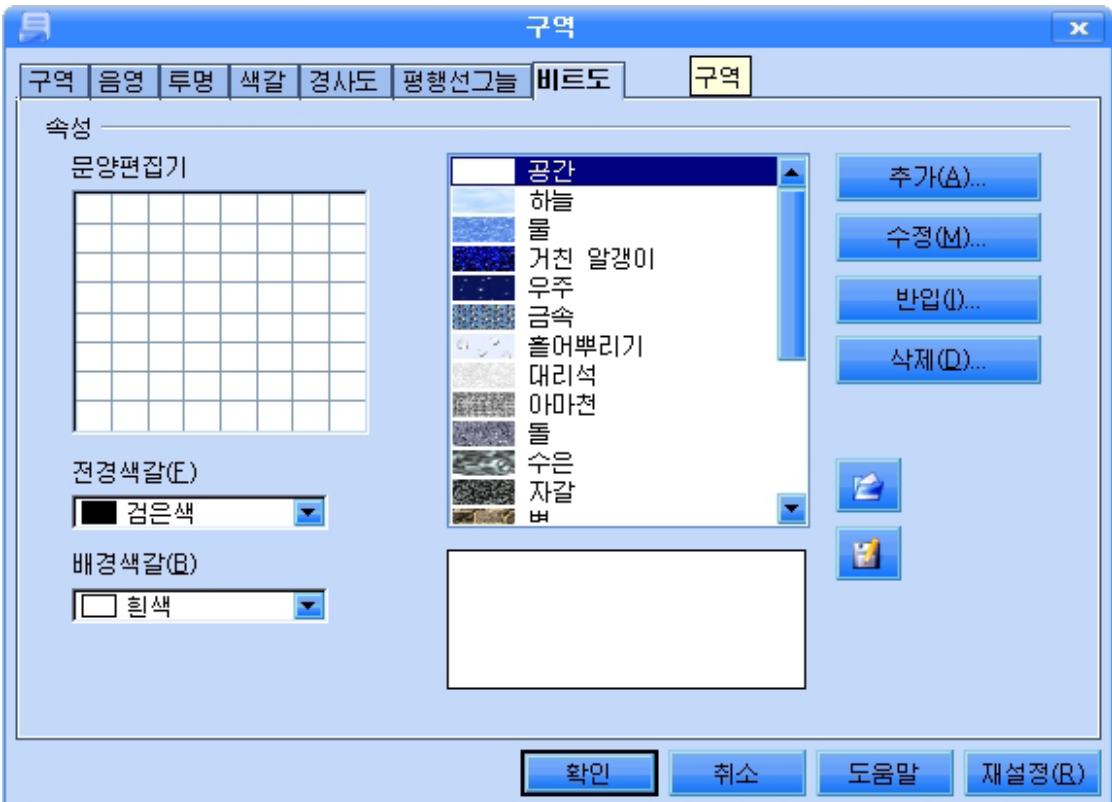 구역
구역 음영 투명 색갈 경사도 평행선그늘 비트도
구역
속성
문양편집기
공간
하늘
물
거친 알갱이
우주
금속
흩어뿌리기
대리석
아마천
돌
수은
자갈
전경색갈(F)
검은색
배경색갈(B)
흰색
추가(A)...
수정(M)...
반입(I)...
삭제(D)...
확인 취소 도움말 재설정(R)